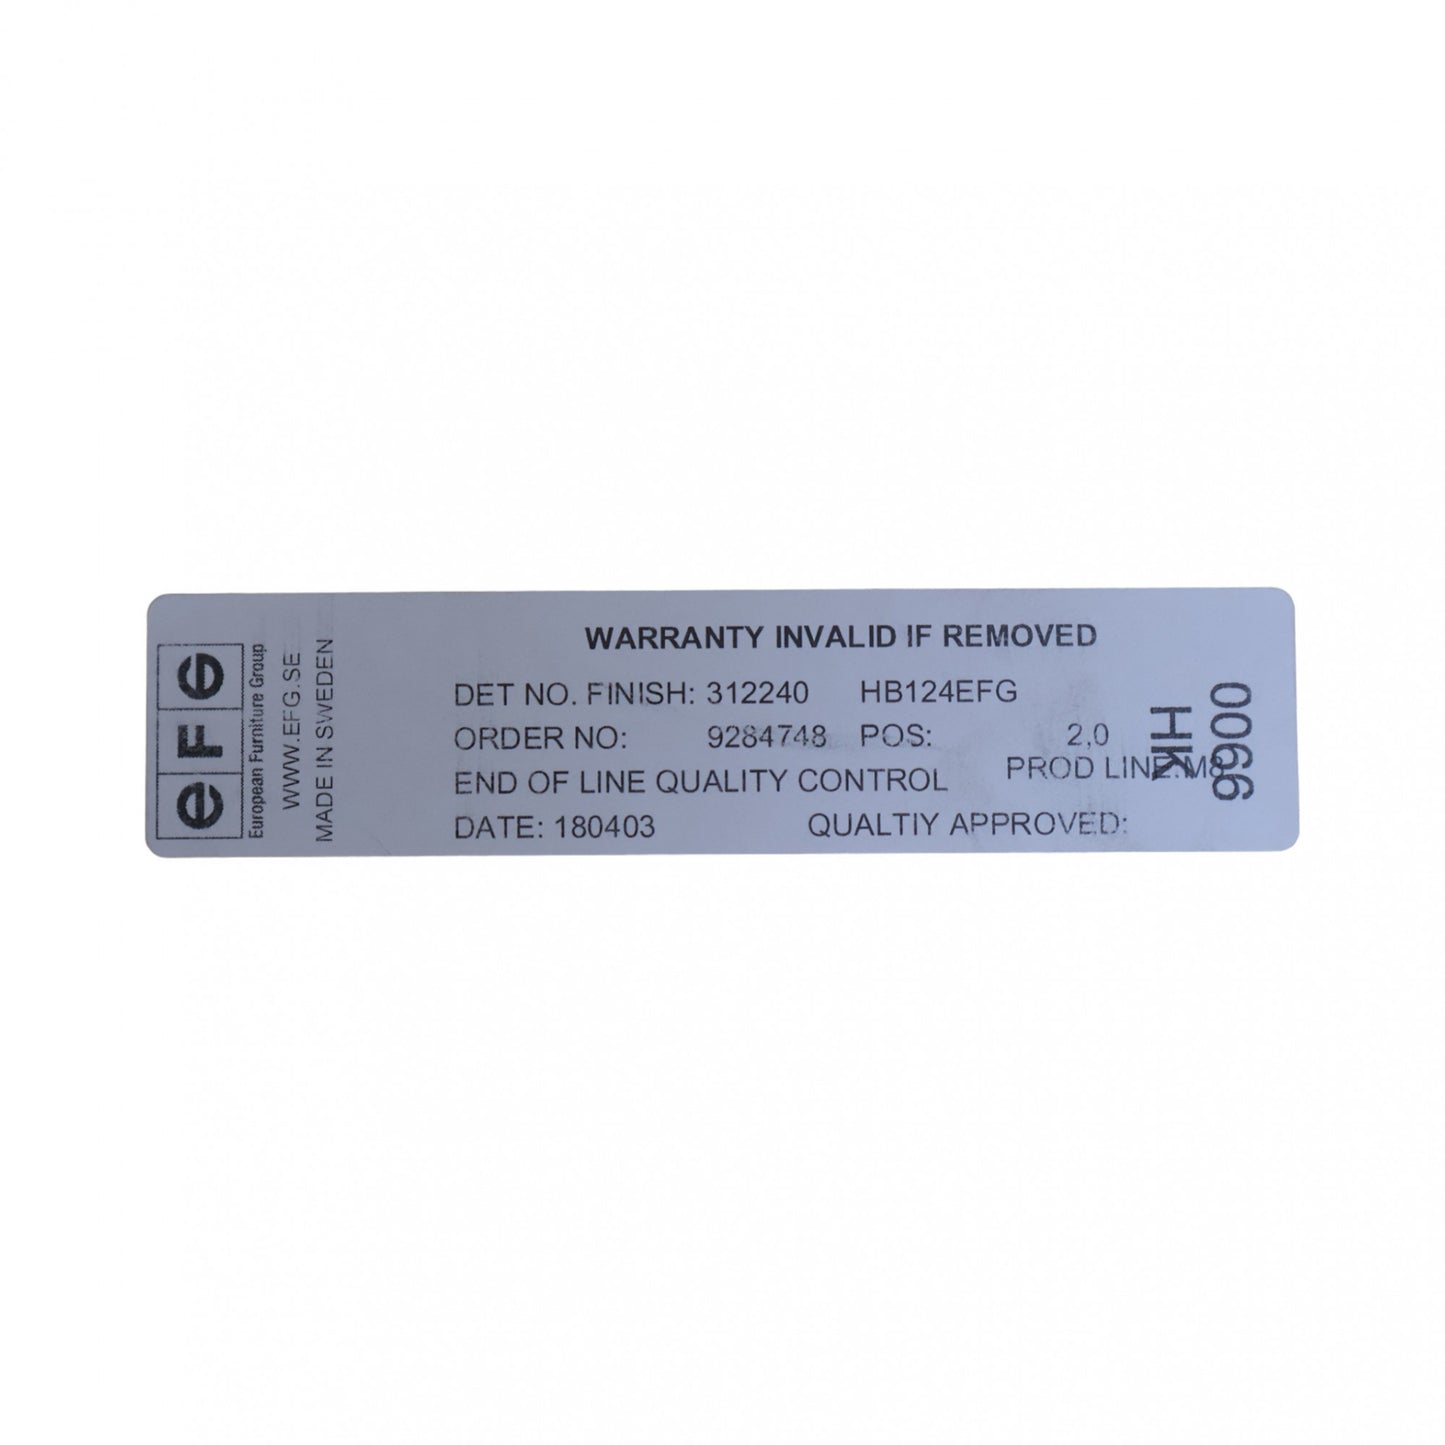 eFG
European Furniture Group
WWW.EFG.SE
MADE IN SWEDEN
WARRANTY INVALID IF REMOVED
DET NO. FINISH: 312240 HB124EFG
ORDER NO: 9284748 POS: 2,0
END OF LINE QUALITY CONTROL PROD LINE: M8
DATE: 180403 QUALTIY APPROVED:
HK
0066